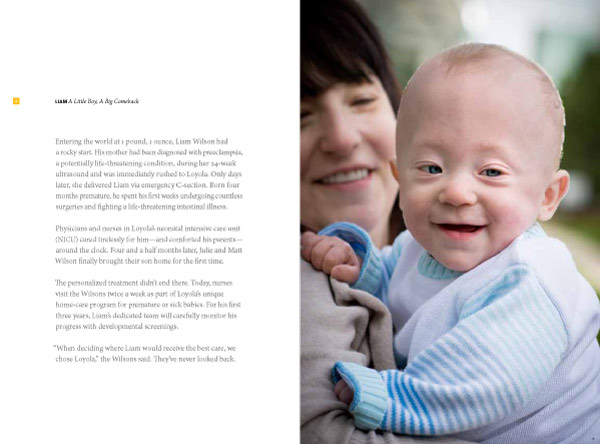 LIAM A Little Boy, A Big Comeback
Entering the world at 1 pound, 1 ounce, Liam Wilson had
a rocky start. His mother had been diagnosed with preeclampsia,
a potentially life-threatening condition, during her 24-week
ultrasound and was immediately rushed to Loyola. Only days
later, she delivered Liam via emergency C-section. Born four
months premature, he spent his first weeks undergoing countless
surgeries and fighting a life-threatening intestinal illness.
Physicians and nurses in Loyola's neonatal intensive care unit
(NICU) cared tirelessly for him—and comforted his parents—
around the clock. Four and a half months later, Julie and Matt
Wilson finally brought their son home for the first time.
The personalized treatment didn't end there. Today, nurses
visit the Wilsons twice a week as part of Loyola's unique
home-care program for premature or sick babies. For his first
three years, Liam's dedicated team will carefully monitor his
progress with developmental screenings.
"When deciding where Liam would receive the best care, we
chose Loyola," the Wilsons said. They've never looked back.